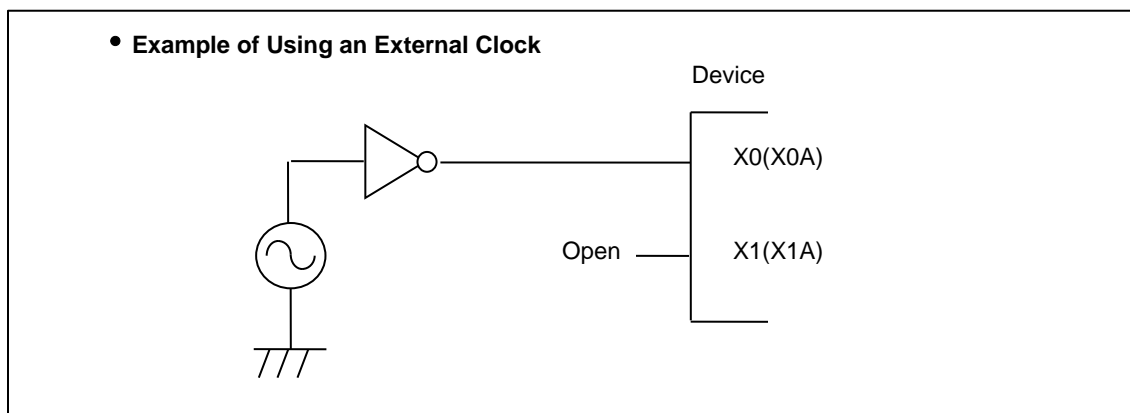 • Example of Using an External Clock
Device
X0(X0A)
Open
X1(X1A)